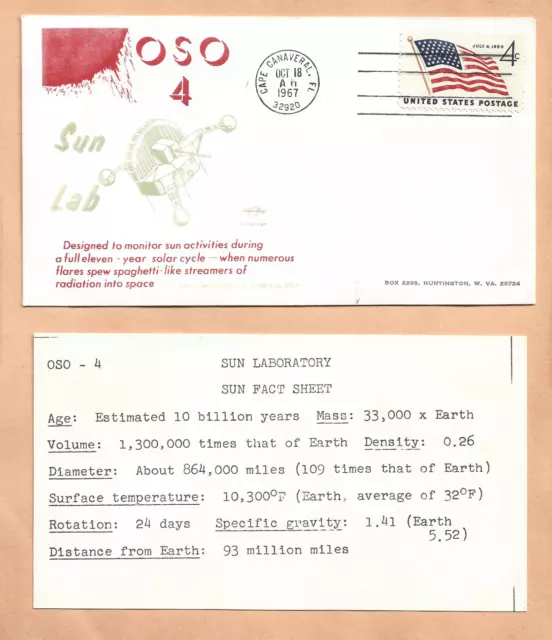 OSO
4
CAPE CANAVERAL, FL
OCT 18
AM
1967
32920
JULY 4, 1960
4c
UNITED STATES POSTAGE
Sun
Lab
Designed to monitor sun activities during
a full eleven - year solar cycle — when numerous
flares spew spaghetti-like streamers of
radiation into space
BOX 2295, HUNTINGTON, W. VA. 25724
OSO - 4 SUN LABORATORY
SUN FACT SHEET
Age: Estimated 10 billion years Mass: 33,000 x Earth
Volume: 1,300,000 times that of Earth Density: 0.26
Diameter: About 864,000 miles (109 times that of Earth)
Surface temperature: 10,300°F (Earth, average of 32°F)
Rotation: 24 days Specific gravity: 1.41 (Earth
5.52)
Distance from Earth: 93 million miles